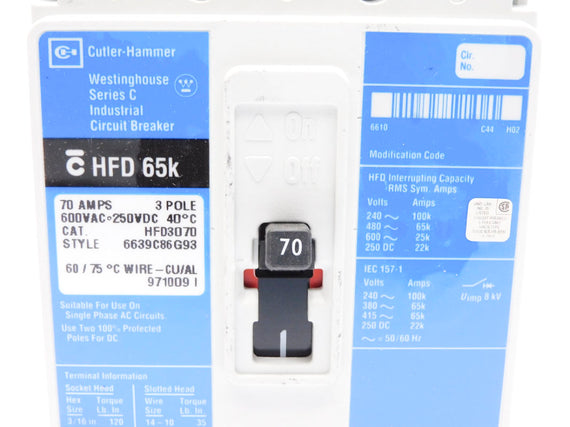 Cutler-Hammer
Westinghouse
Series C
Industrial
Circuit Breaker
HFD 65k
70 AMPS 3 POLE
600VAC◦250VDC 40°C
CAT. HFD3070
STYLE 6639C86G93
60 / 75 °C WIRE–CU/AL
971009 I
Suitable For Use On
Single Phase AC Circuits
Use Two 100% Protected
Poles For DC
Terminal Information
Socket Head Slotted Head
Hex Torque Wire Torque
Size Lb. In. Size Lb. In.
3/16 in 120 14–10 35
On
Off
70
Cir.
No.
6610 C44 H02
Modification Code
HFD Interrupting Capacity
RMS Sym. Amps
Volts Amps
240 ~ 100k
480 ~ 65k
600 ~ 25k
250 DC 22k
IEC 157-1
Volts Amps
240 ~ 100k
380 ~ 65k
415 ~ 65k
250 DC 22k
~ = 50/60 Hz
Uimp 8 kV